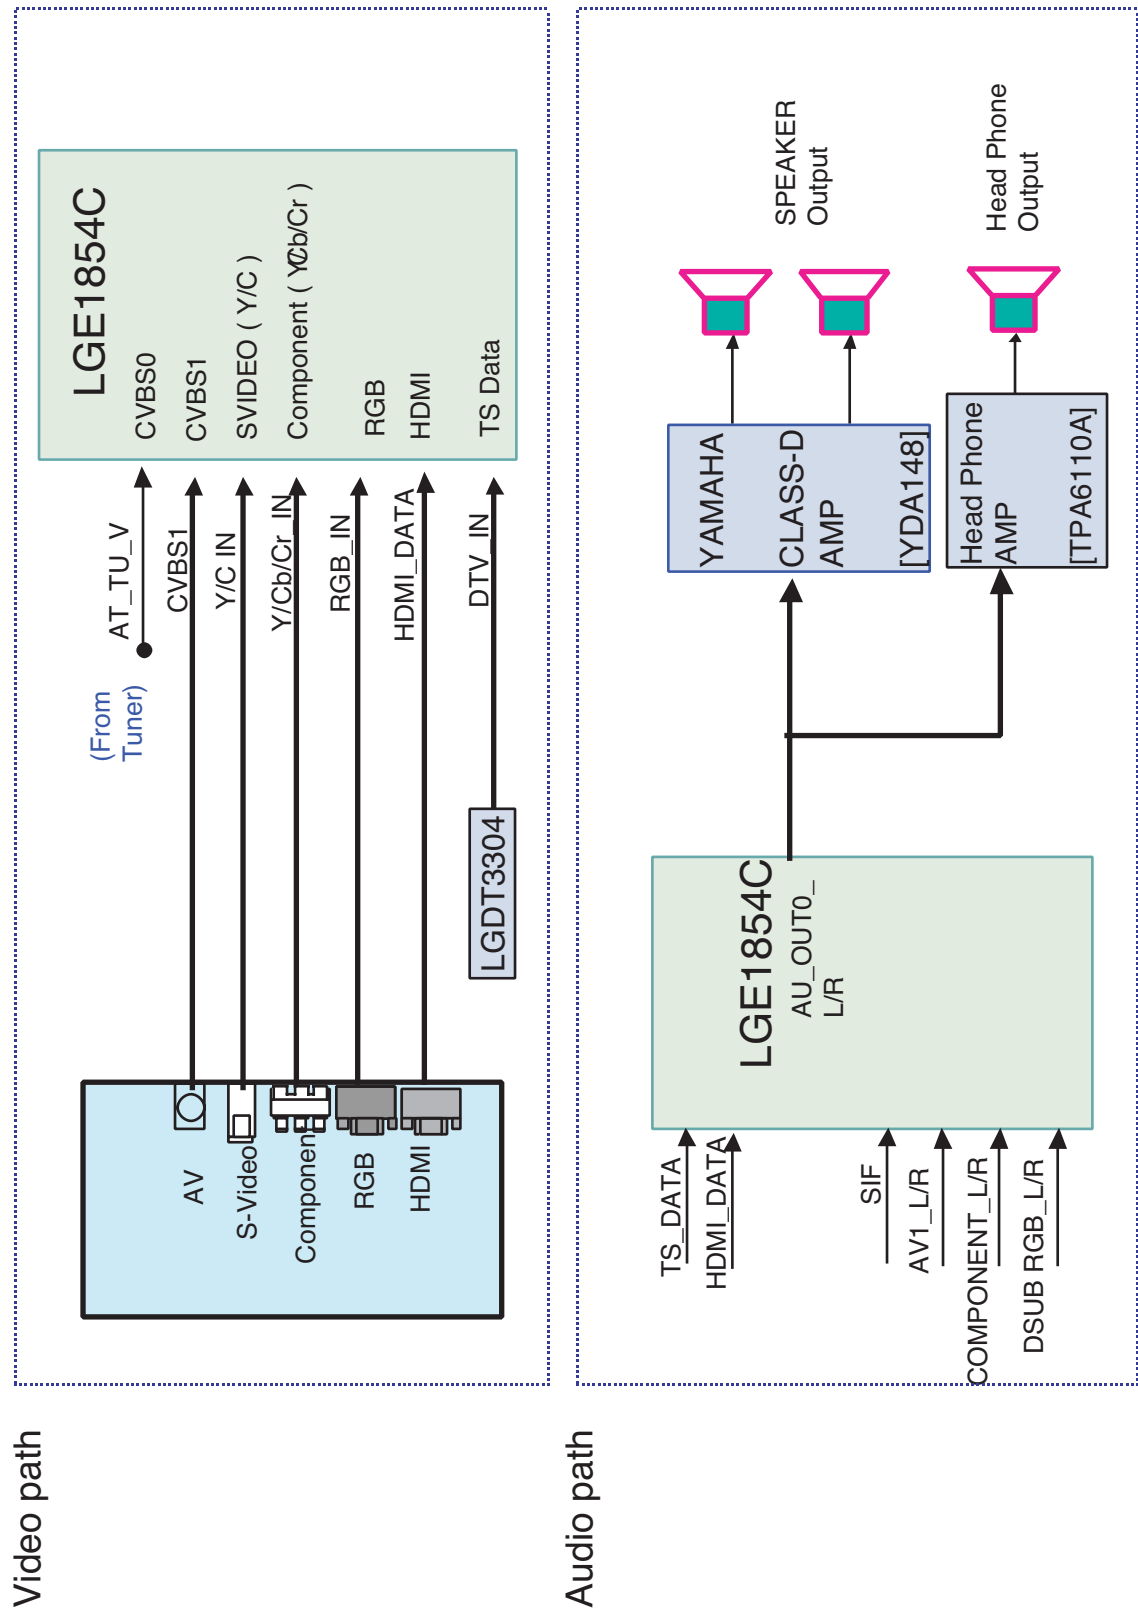 Video path
AV
S-Video
Componen
RGB
HDMI
LGDT3304
(From
Tuner)
AT_TU_V
CVBS1
Y/C IN
Y/Cb/Cr_IN
RGB_IN
HDMI_DATA
DTV_IN
LGE1854C
CVBS0
CVBS1
SVIDEO ( Y/C )
Component ( Y/Cb/Cr )
RGB
HDMI
TS Data
Audio path
TS_DATA
HDMI_DATA
SIF
AV1_L/R
COMPONENT_L/R
DSUB RGB_L/R
LGE1854C
AU_OUT0_
L/R
YAMAHA
CLASS-D
AMP
[YDA148]
Head Phone
AMP
[TPA6110A]
SPEAKER
Output
Head Phone
Output